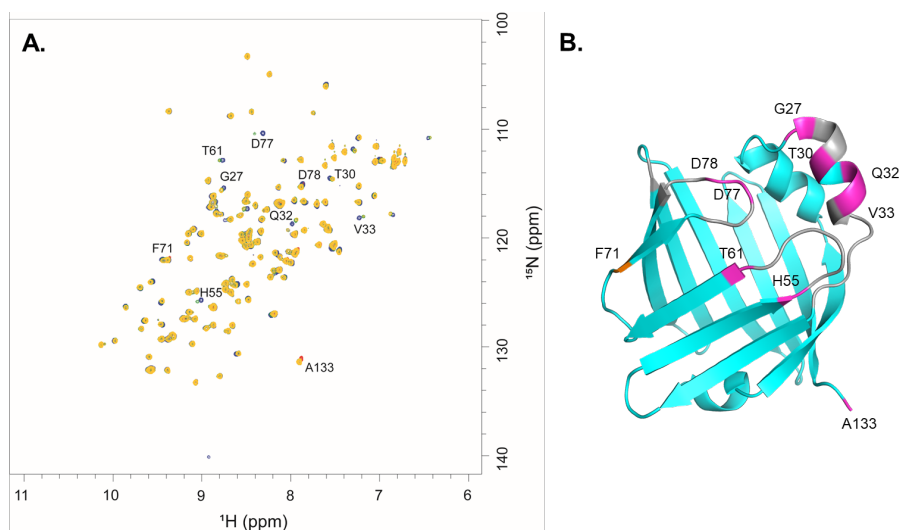 A.
B.
100
110
120
130
140
¹⁵N (ppm)
T61
D77
G27
D78
T30
Q32
V33
F71
H55
A133
11
10
9
8
7
6
¹H (ppm)
G27
D78
T30
D77
Q32
V33
F71
T61
H55
A133